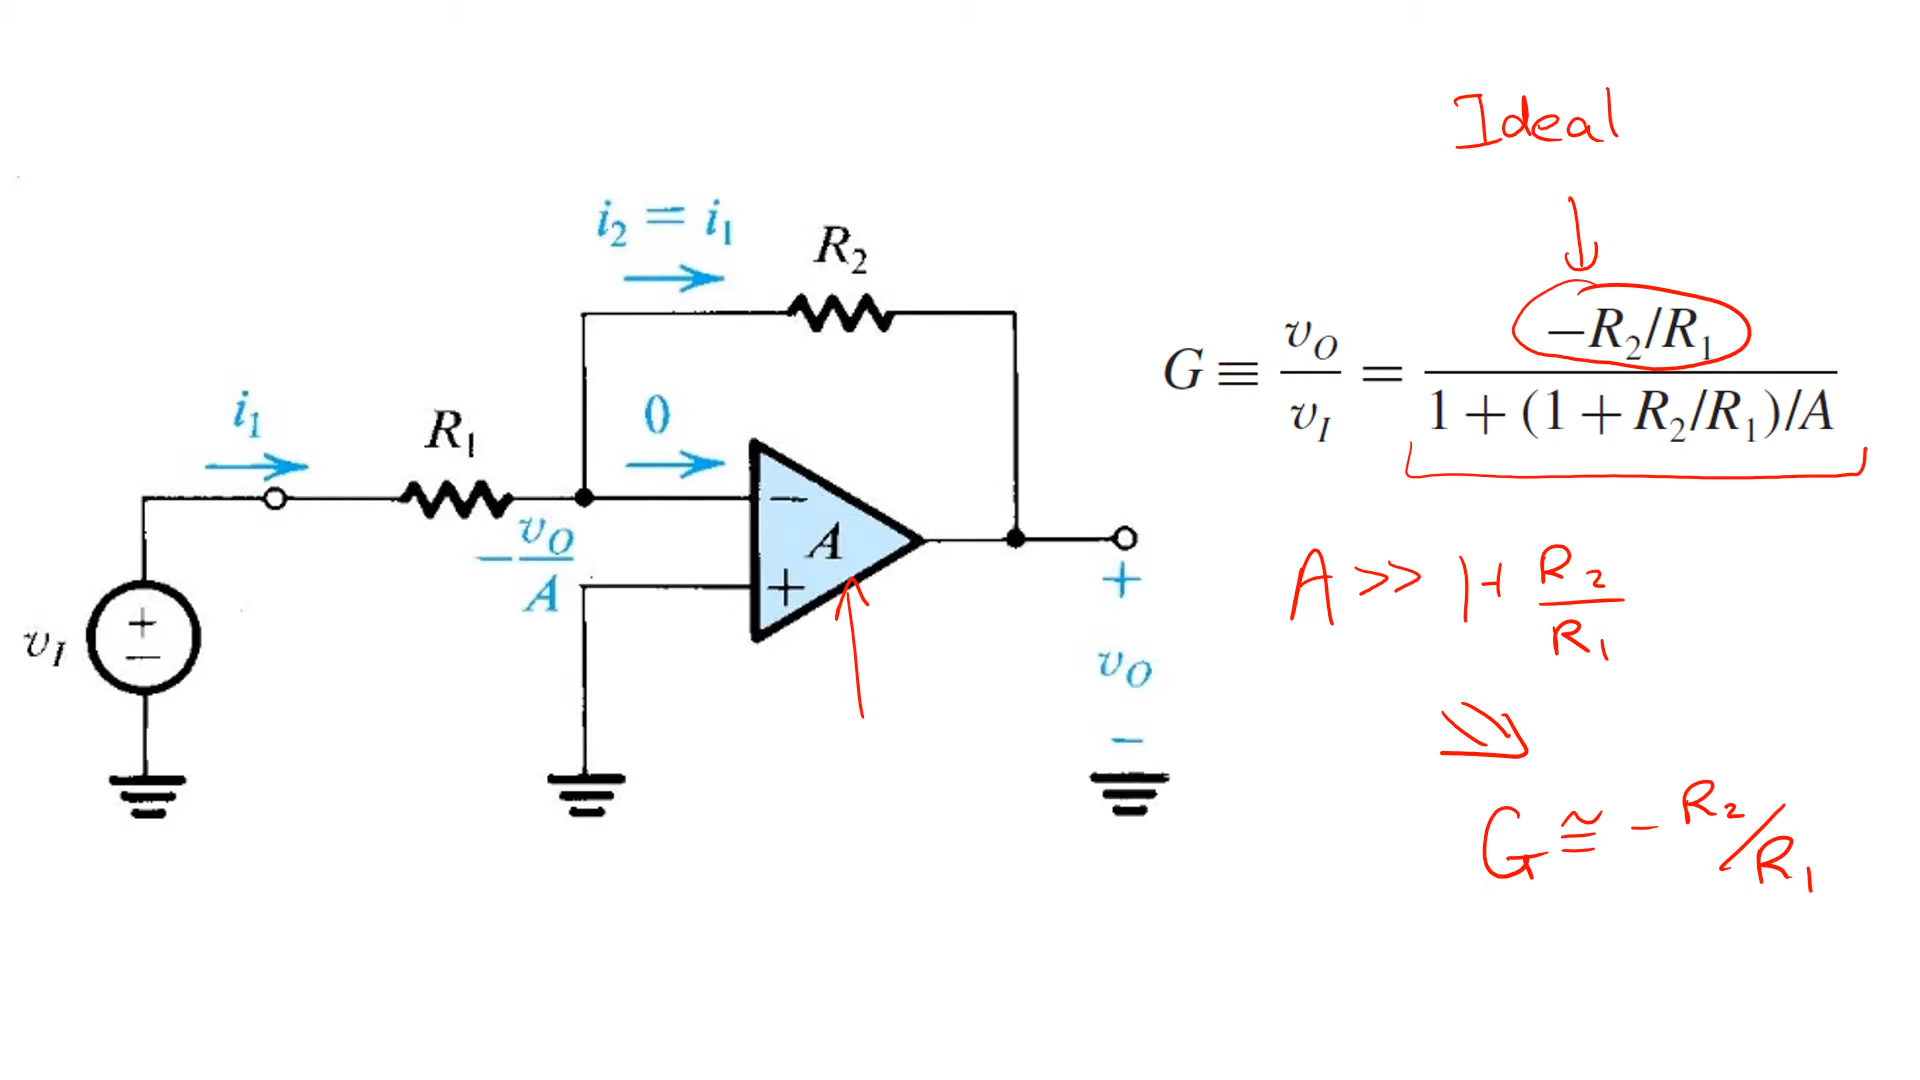 Ideal
i₂ = i₁
R₂
G ≡ v_O / v_I = −R₂/R₁ / 1 + (1 + R₂/R₁)/A
i₁
R₁
0
−
A
+
−v_O/A
v_I
+
−
+
v_O
−
A >> 1+ R₂/R₁
G ≅ −R₂/R₁